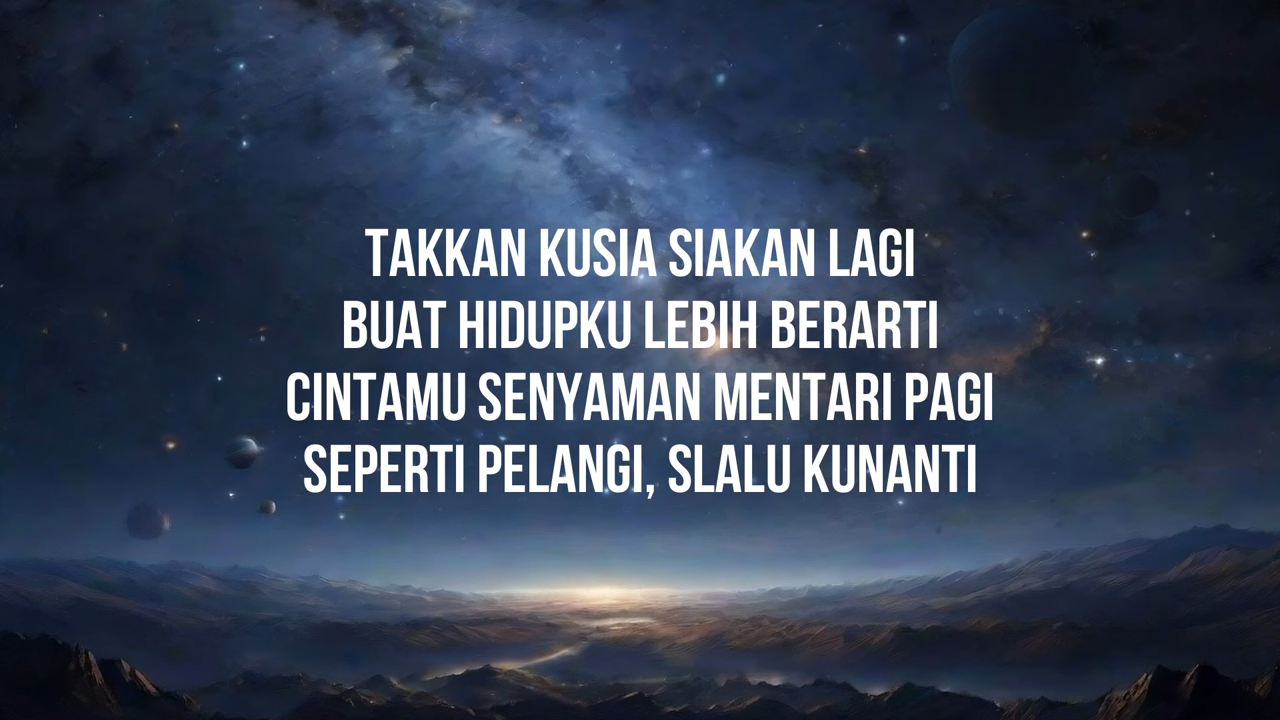 TAKKAN KUSIA SIAKAN LAGI
BUAT HIDUPKU LEBIH BERARTI
CINTAMU SENYAMAN MENTARI PAGI
SEPERTI PELANGI, SLALU KUNANTI